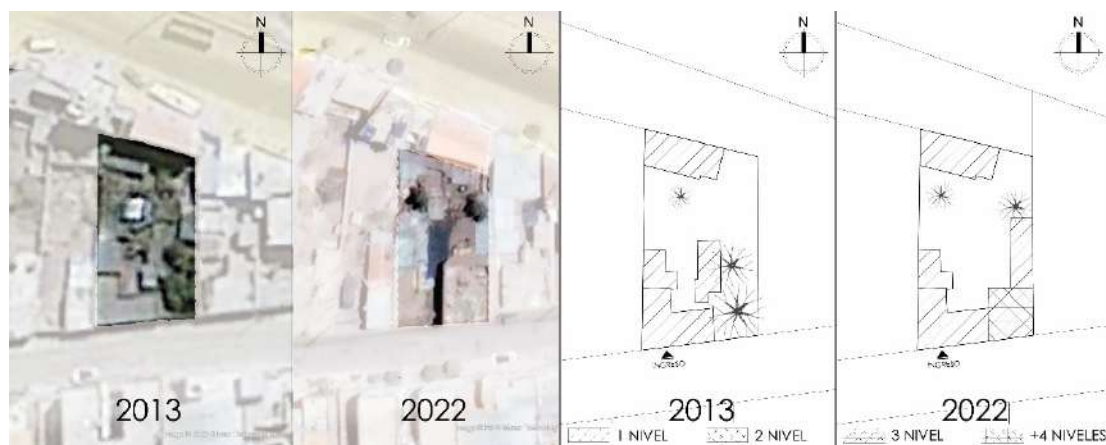 N
N
N
N
INGRESO
INGRESO
2013
2022
2013
2022
1 NIVEL
2 NIVEL
3 NIVEL
+4 NIVELES